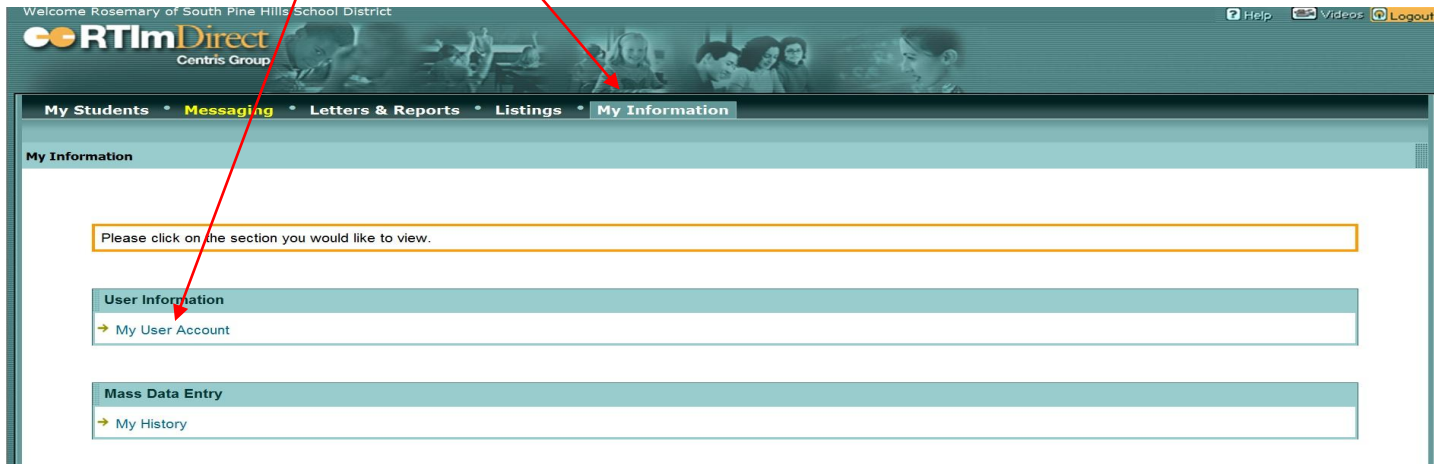 Welcome Rosemary of South Pine Hills School District
? Help Videos Logout
RTImDirect
Centris Group
My Students • Messaging • Letters & Reports • Listings • My Information
My Information
Please click on the section you would like to view.
User Information
My User Account
Mass Data Entry
My History